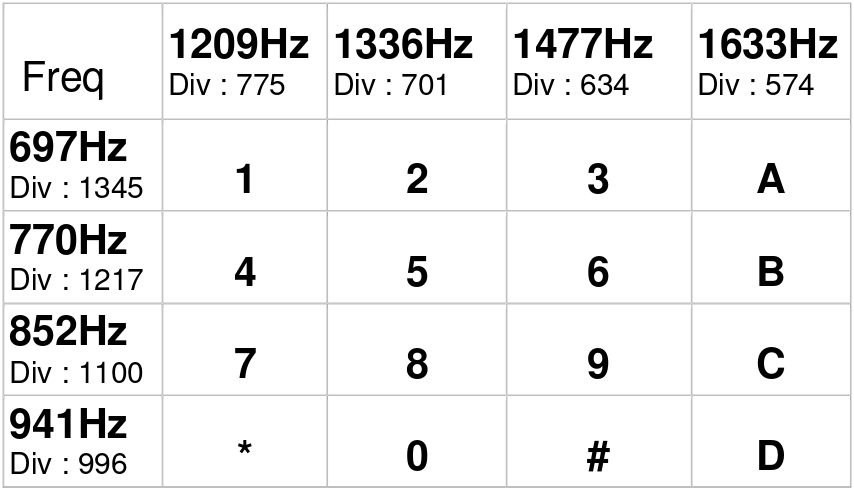 Freq 1209Hz 1336Hz 1477Hz 1633Hz
Div : 775 Div : 701 Div : 634 Div : 574
697Hz
Div : 1345 1 2 3 A
770Hz
Div : 1217 4 5 6 B
852Hz
Div : 1100 7 8 9 C
941Hz
Div : 996 * 0 # D